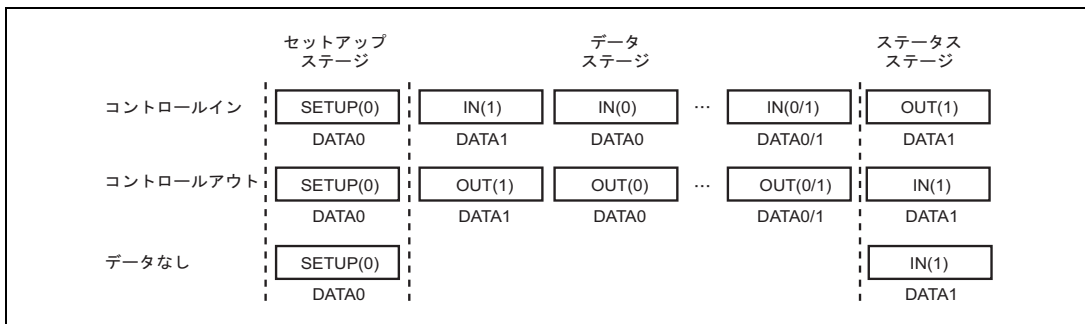 セットアップ
ステージ
データ
ステージ
ステータス
ステージ
コントロールイン
SETUP(0)
IN(1)
IN(0)
…
IN(0/1)
OUT(1)
DATA0
DATA1
DATA0
DATA0/1
DATA1
コントロールアウト
SETUP(0)
OUT(1)
OUT(0)
…
OUT(0/1)
IN(1)
DATA0
DATA1
DATA0
DATA0/1
DATA1
データなし
SETUP(0)
IN(1)
DATA0
DATA1